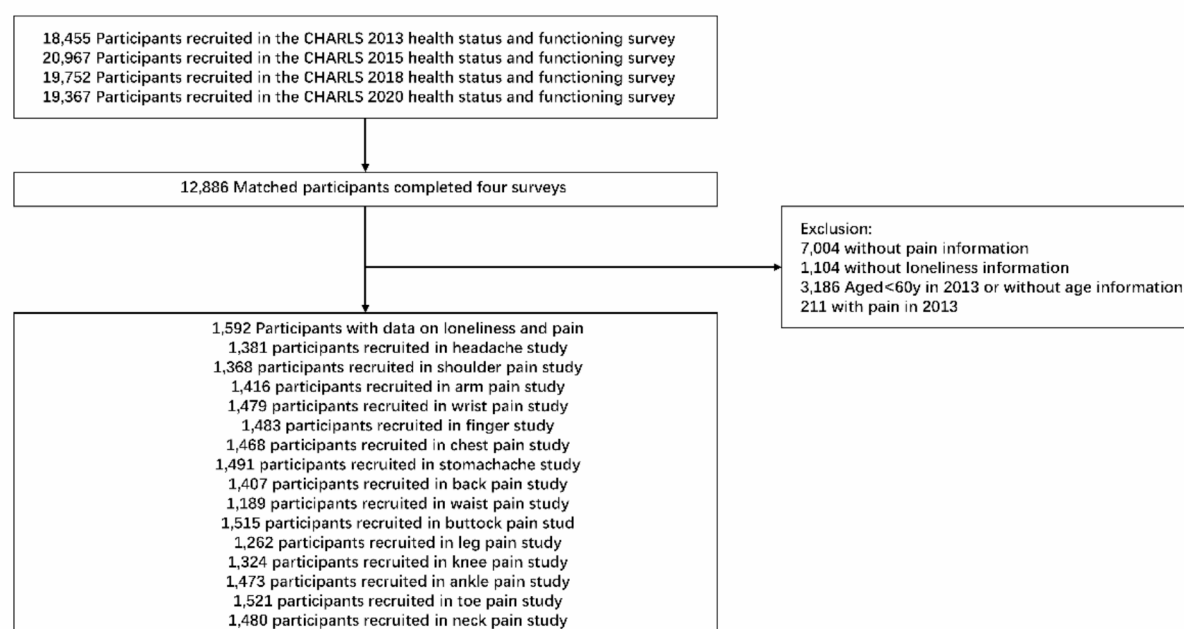 18,455 Participants recruited in the CHARLS 2013 health status and functioning survey
20,967 Participants recruited in the CHARLS 2015 health status and functioning survey
19,752 Participants recruited in the CHARLS 2018 health status and functioning survey
19,367 Participants recruited in the CHARLS 2020 health status and functioning survey
12,886 Matched participants completed four surveys
Exclusion:
7,004 without pain information
1,104 without loneliness information
3,186 Aged<60y in 2013 or without age information
211 with pain in 2013
1,592 Participants with data on loneliness and pain
1,381 participants recruited in headache study
1,368 participants recruited in shoulder pain study
1,416 participants recruited in arm pain study
1,479 participants recruited in wrist pain study
1,483 participants recruited in finger study
1,468 participants recruited in chest pain study
1,491 participants recruited in stomachache study
1,407 participants recruited in back pain study
1,189 participants recruited in waist pain study
1,515 participants recruited in buttock pain stud
1,262 participants recruited in leg pain study
1,324 participants recruited in knee pain study
1,473 participants recruited in ankle pain study
1,521 participants recruited in toe pain study
1,480 participants recruited in neck pain study